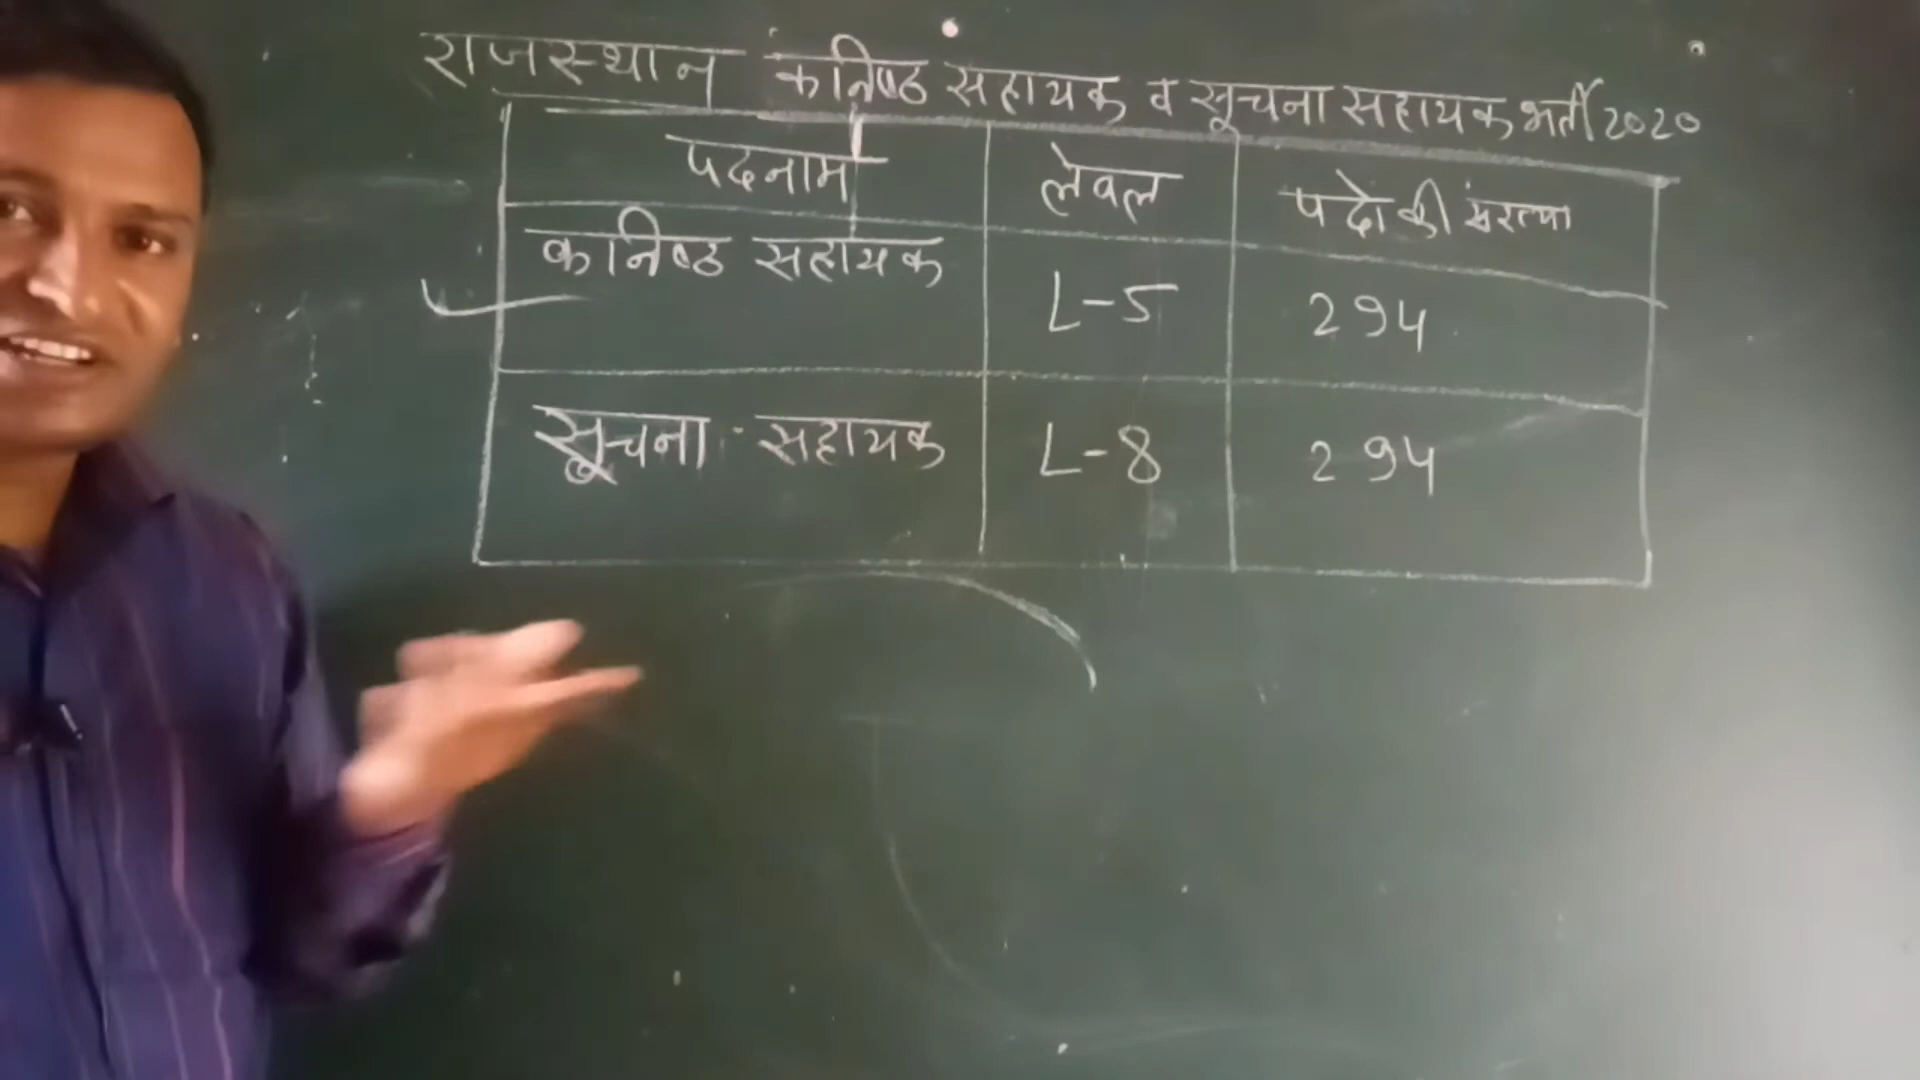 राजस्थान कनिष्ठ सहायक व सूचना सहायक भर्ती 2020
पदनाम लेवल पदो की संख्या
कनिष्ठ सहायक L-5 294
सूचना सहायक L-8 294